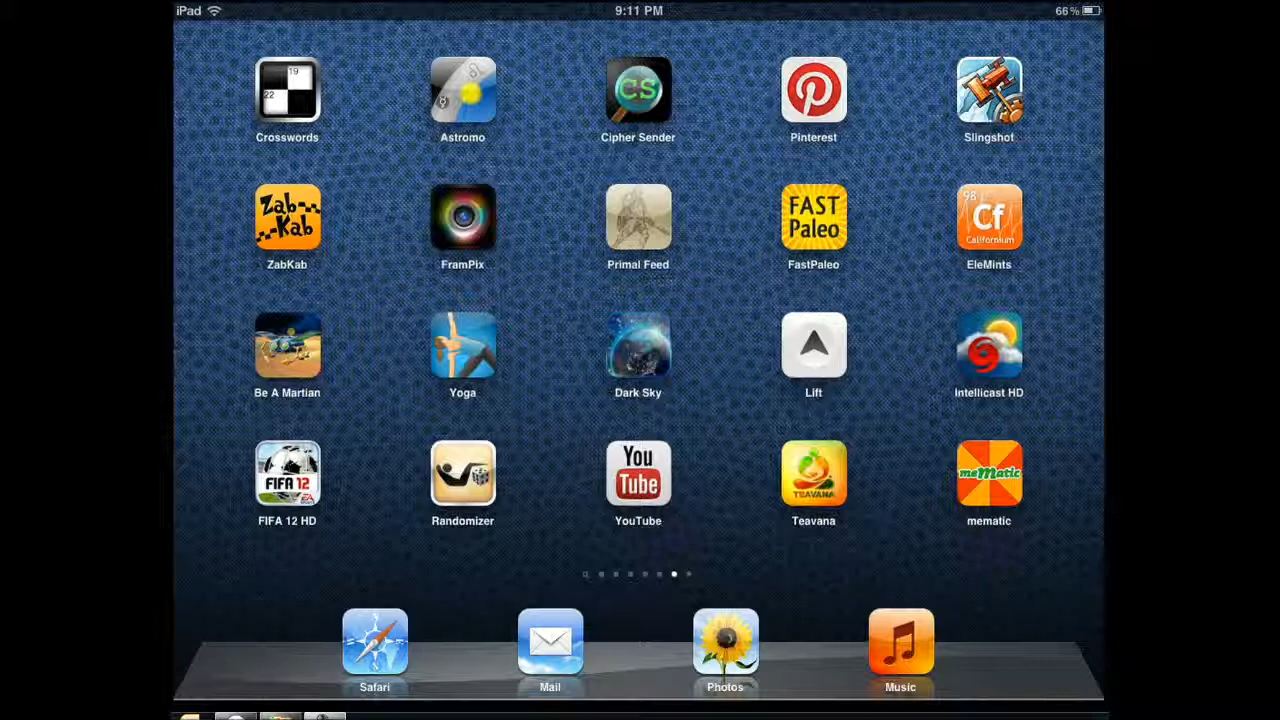 iPad 9:11 PM 66%
19
22
CS
Crosswords Astromo Cipher Sender Pinterest Slingshot
Zab
Kab
FAST
Paleo
98
Cf
Californium
ZabKab FramPix Primal Feed FastPaleo EleMints
Be A Martian Yoga Dark Sky Lift Intellicast HD
FIFA 12
EA
You
Tube
TEAVANA
meMatic
FIFA 12 HD Randomizer YouTube Teavana mematic
Safari Mail Photos Music